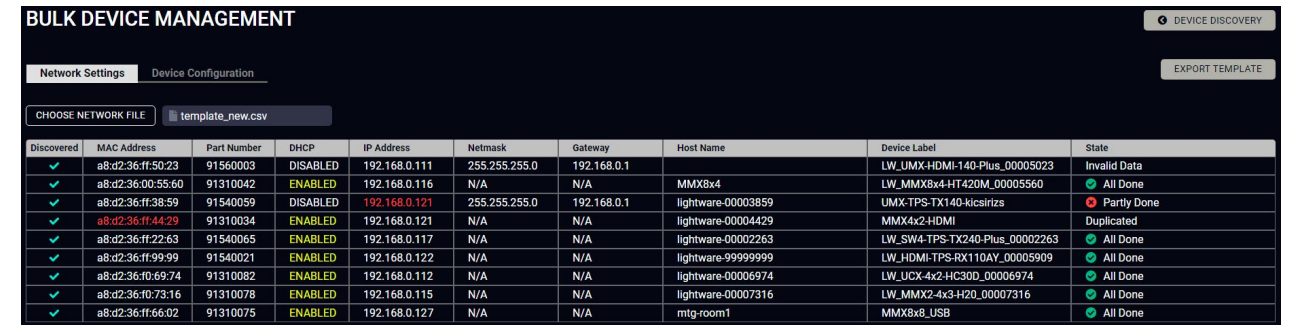 BULK DEVICE MANAGEMENT
DEVICE DISCOVERY
Network Settings Device Configuration
EXPORT TEMPLATE
CHOOSE NETWORK FILE template_new.csv
Discovered MAC Address Part Number DHCP IP Address Netmask Gateway Host Name Device Label State
a8:d2:36:ff:50:23 91560003 DISABLED 192.168.0.111 255.255.255.0 192.168.0.1 LW_UMX-HDMI-140-Plus_00005023 Invalid Data
a8:d2:36:00:55:60 91310042 ENABLED 192.168.0.116 N/A N/A MMX8x4 LW_MMX8x4-HT420M_00005560 All Done
a8:d2:36:ff:38:59 91540059 DISABLED 192.168.0.121 255.255.255.0 192.168.0.1 lightware-00003859 UMX-TPS-TX140-kicsirizs Partly Done
a8:d2:36:ff:44:29 91310034 ENABLED 192.168.0.121 N/A N/A lightware-00004429 MMX4x2-HDMI Duplicated
a8:d2:36:ff:22:63 91540065 ENABLED 192.168.0.117 N/A N/A lightware-00002263 LW_SW4-TPS-TX240-Plus_00002263 All Done
a8:d2:36:ff:99:99 91540021 ENABLED 192.168.0.122 N/A N/A lightware-99999999 LW_HDMI-TPS-RX110AY_00005909 All Done
a8:d2:36:f0:69:74 91310082 ENABLED 192.168.0.112 N/A N/A lightware-00006974 LW_UCX-4x2-HC30D_00006974 All Done
a8:d2:36:f0:73:16 91310078 ENABLED 192.168.0.115 N/A N/A lightware-00007316 LW_MMX2-4x3-H20_00007316 All Done
a8:d2:36:ff:66:02 91310075 ENABLED 192.168.0.127 N/A N/A mtg-room1 MMX8x8_USB All Done